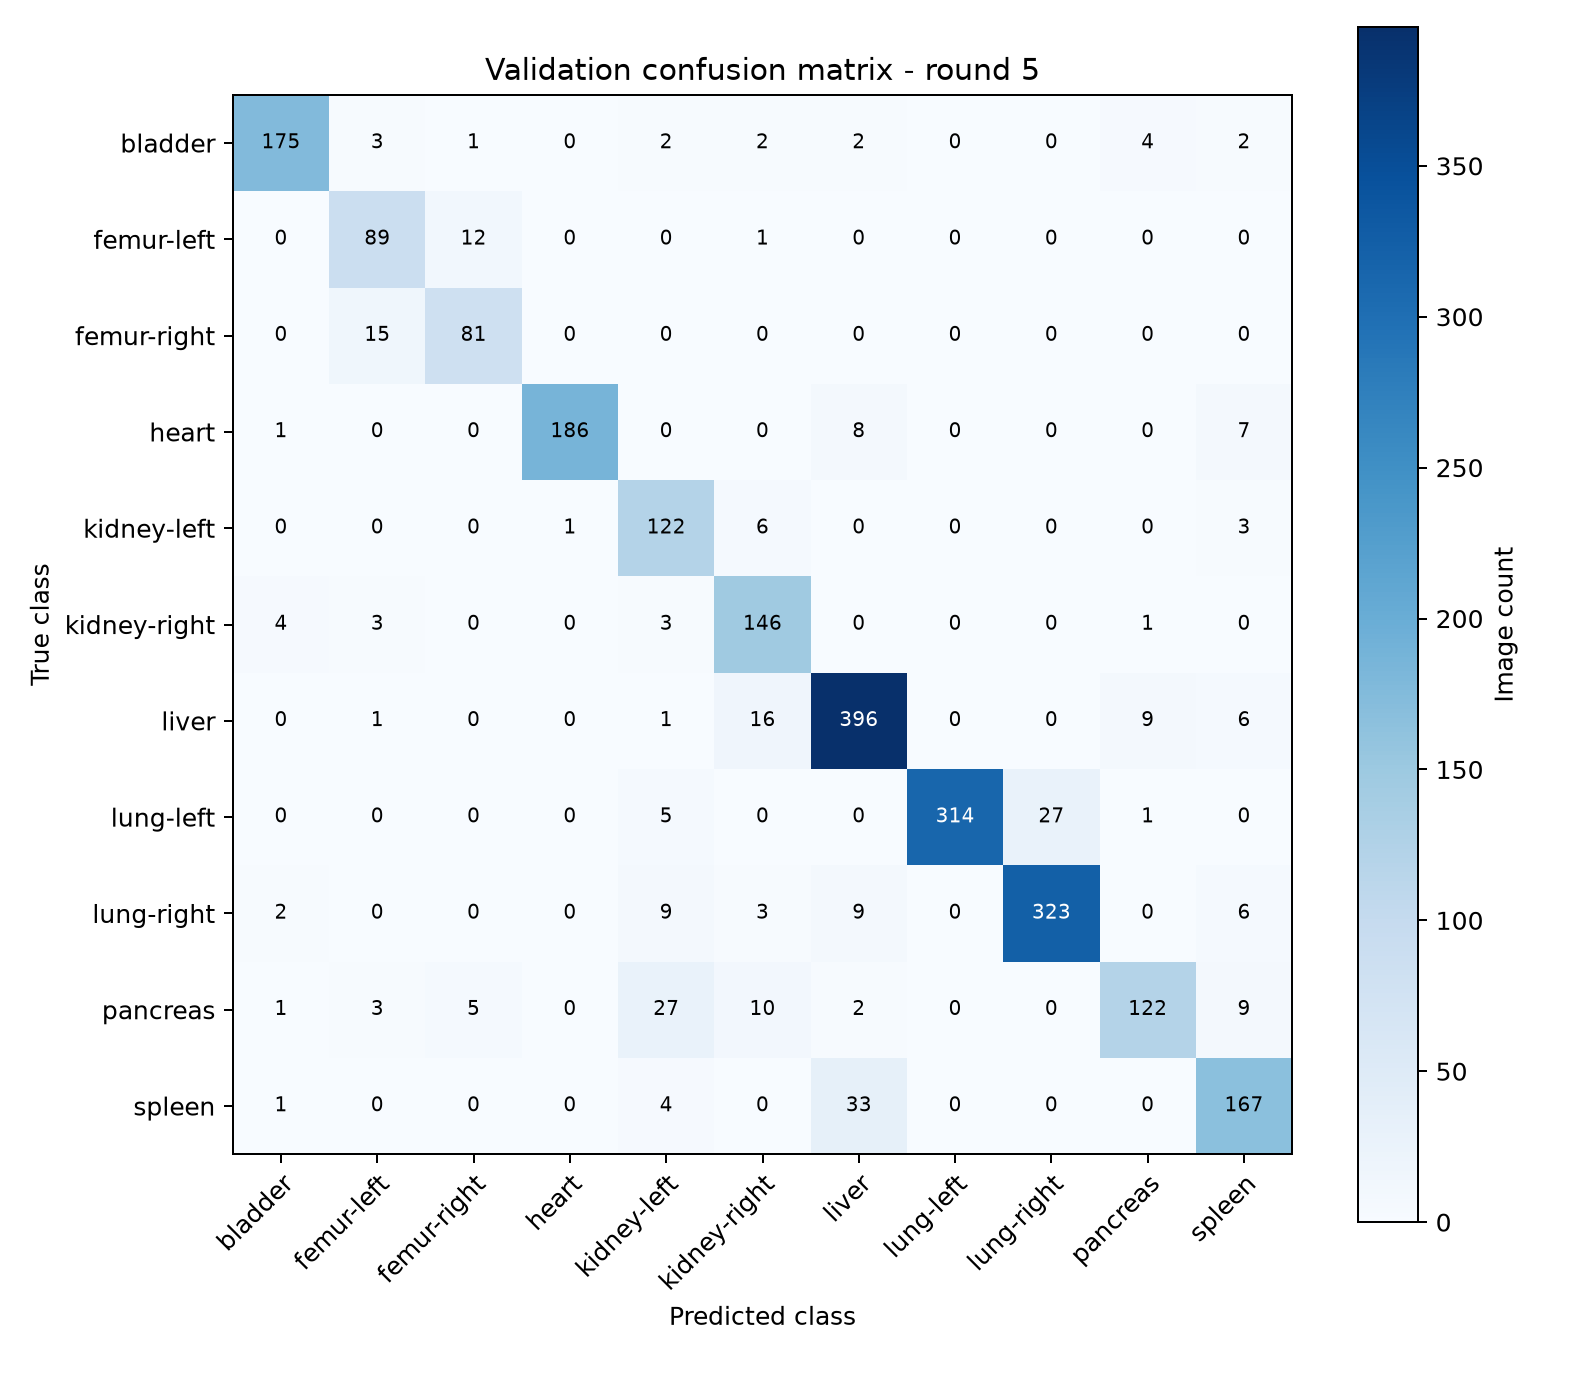 Validation confusion matrix - round 5
bladder 175 3 1 0 2 2 2 0 0 4 2
femur-left 0 89 12 0 0 1 0 0 0 0 0
femur-right 0 15 81 0 0 0 0 0 0 0 0
heart 1 0 0 186 0 0 8 0 0 0 7
kidney-left 0 0 0 1 122 6 0 0 0 0 3
kidney-right 4 3 0 0 3 146 0 0 0 1 0
liver 0 1 0 0 1 16 396 0 0 9 6
lung-left 0 0 0 0 5 0 0 314 27 1 0
lung-right 2 0 0 0 9 3 9 0 323 0 6
pancreas 1 3 5 0 27 10 2 0 0 122 9
spleen 1 0 0 0 4 0 33 0 0 0 167
bladder femur-left femur-right heart kidney-left kidney-right liver lung-left lung-right pancreas spleen
Predicted class
True class
350
300
250
200
150
100
50
0
Image count